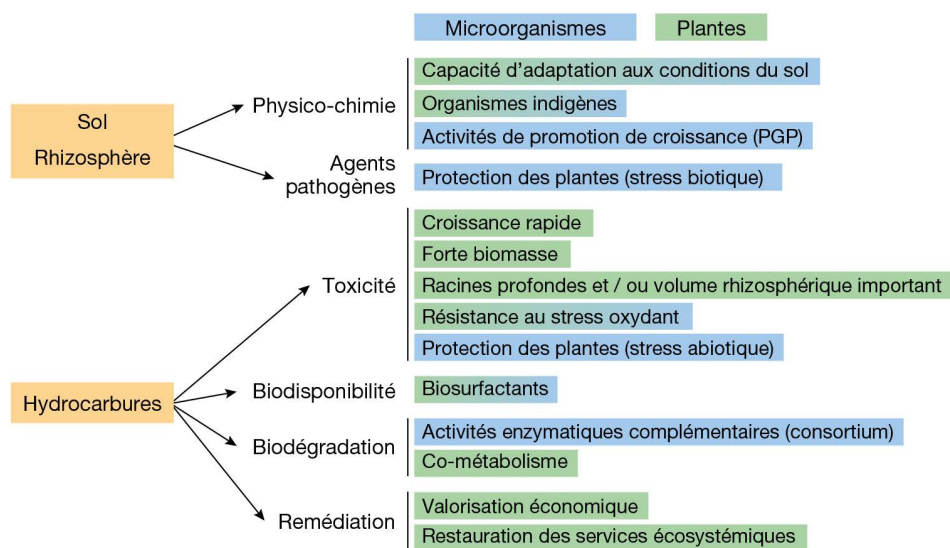 Microorganismes
Plantes
Sol
Rhizosphère
Physico-chimie
Capacité d'adaptation aux conditions du sol
Organismes indigènes
Activités de promotion de croissance (PGP)
Agents
pathogènes
Protection des plantes (stress biotique)
Hydrocarbures
Toxicité
Croissance rapide
Forte biomasse
Racines profondes et / ou volume rhizosphérique important
Résistance au stress oxydant
Protection des plantes (stress abiotique)
Biodisponibilité
Biosurfactants
Biodégradation
Activités enzymatiques complémentaires (consortium)
Co-métabolisme
Remédiation
Valorisation économique
Restauration des services écosystémiques